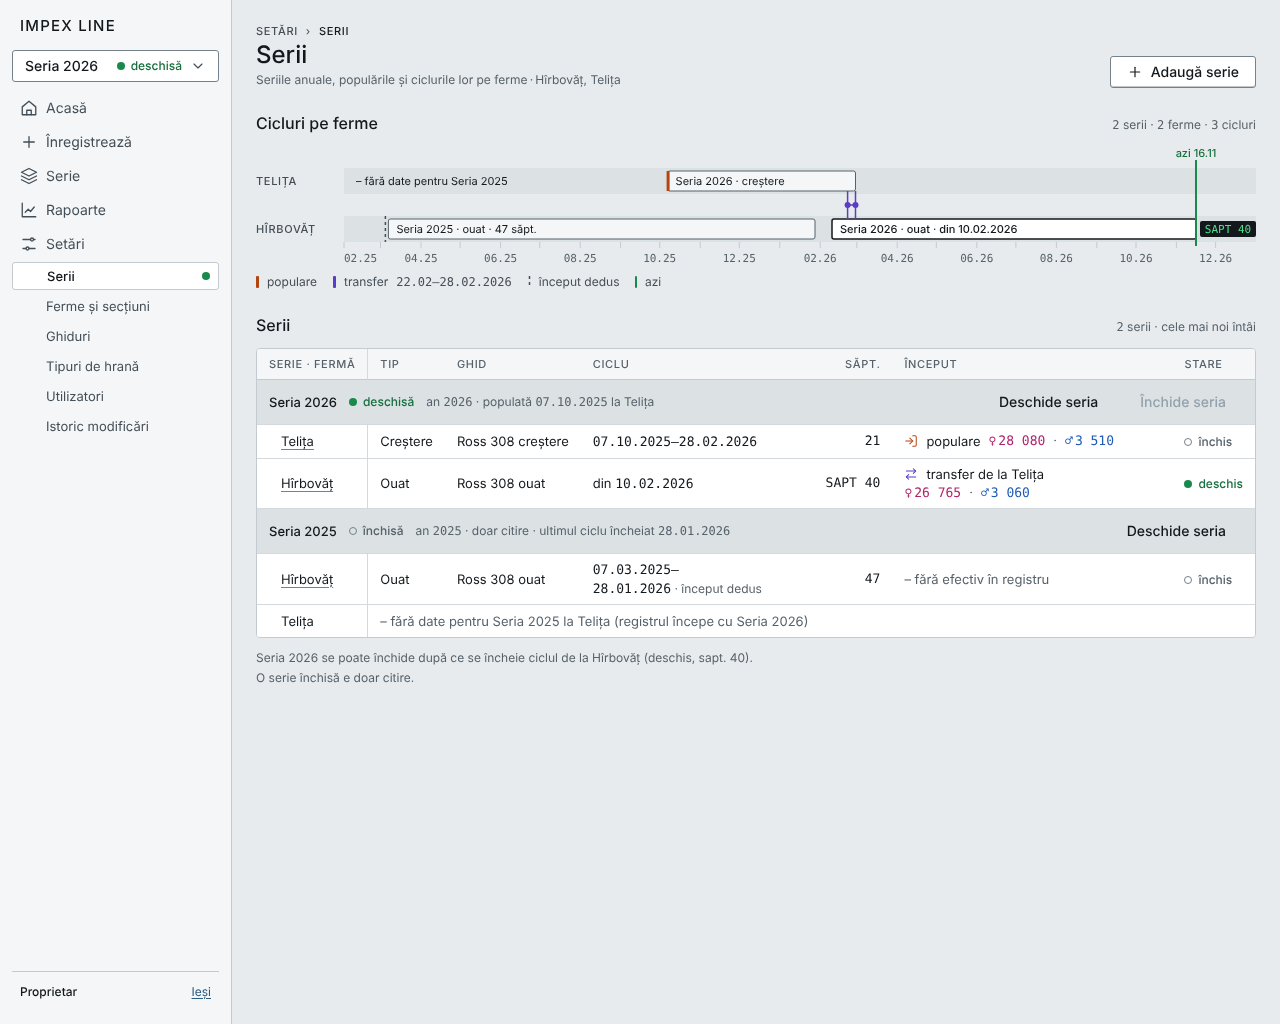 IMPEX LINE
Seria 2026 deschisă
Acasă
Înregistrează
Serie
Rapoarte
Setări
Serii
Ferme și secțiuni
Ghiduri
Tipuri de hrană
Utilizatori
Istoric modificări
Proprietar Ieși
SETĂRI › SERII
Serii
Seriile anuale, populările și ciclurile lor pe ferme · Hîrbovăț, Telița
+ Adaugă serie
Cicluri pe ferme
2 serii · 2 ferme · 3 cicluri
azi 16.11
TELIȚA – fără date pentru Seria 2025 Seria 2026 · creștere
HÎRBOVĂȚ Seria 2025 · ouat · 47 săpt. Seria 2026 · ouat · din 10.02.2026 SAPT 40
02.25 04.25 06.25 08.25 10.25 12.25 02.26 04.26 06.26 08.26 10.26 12.26
populare transfer 22.02–28.02.2026 început dedus azi
Serii
2 serii · cele mai noi întâi
SERIE · FERMĂ TIP GHID CICLU SĂPT. ÎNCEPUT STARE
Seria 2026 deschisă an 2026 · populată 07.10.2025 la Telița Deschide seria Închide seria
Telița Creștere Ross 308 creștere 07.10.2025–28.02.2026 21 populare ♀28 080 · ♂3 510 închis
Hîrbovăț Ouat Ross 308 ouat din 10.02.2026 SAPT 40 transfer de la Telița
♀26 765 · ♂3 060 deschis
Seria 2025 închisă an 2025 · doar citire · ultimul ciclu încheiat 28.01.2026 Deschide seria
Hîrbovăț Ouat Ross 308 ouat 07.03.2025–
28.01.2026 · început dedus 47 – fără efectiv în registru închis
Telița – fără date pentru Seria 2025 la Telița (registrul începe cu Seria 2026)
Seria 2026 se poate închide după ce se încheie ciclul de la Hîrbovăț (deschis, sapt. 40).
O serie închisă e doar citire.